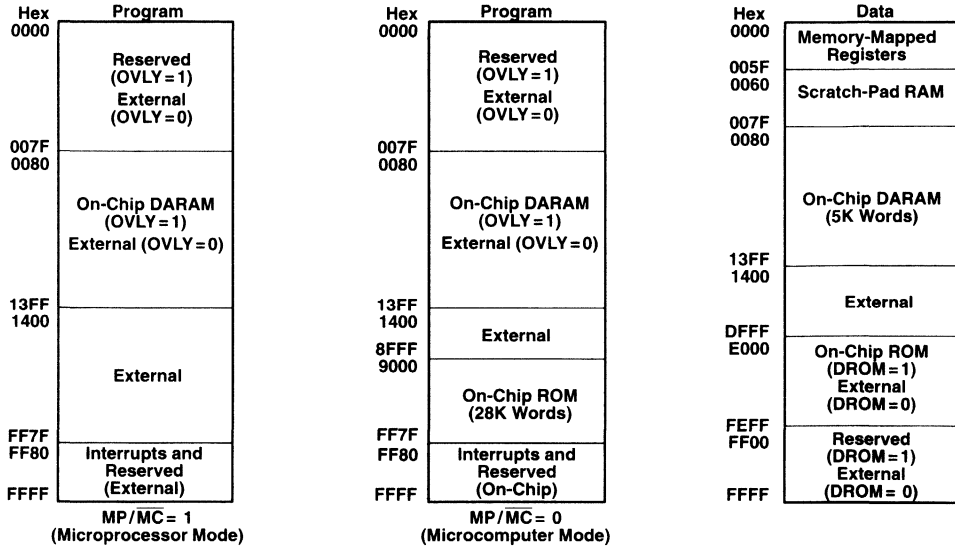 Hex Program
0000
Reserved
(OVLY = 1)
External
(OVLY = 0)
007F
0080
On-Chip DARAM
(OVLY = 1)
External (OVLY = 0)
13FF
1400
External
FF7F
FF80
Interrupts and
Reserved
(External)
FFFF
MP/MC = 1
(Microprocessor Mode)
Hex Program
0000
Reserved
(OVLY = 1)
External
(OVLY = 0)
007F
0080
On-Chip DARAM
(OVLY = 1)
External (OVLY = 0)
13FF
1400
External
8FFF
9000
On-Chip ROM
(28K Words)
FF7F
FF80
Interrupts and
Reserved
(On-Chip)
FFFF
MP/MC = 0
(Microcomputer Mode)
Hex Data
0000
Memory-Mapped
Registers
005F
0060
Scratch-Pad RAM
007F
0080
On-Chip DARAM
(5K Words)
13FF
1400
External
DFFF
E000
On-Chip ROM
(DROM = 1)
External
(DROM = 0)
FEFF
FF00
Reserved
(DROM = 1)
External
(DROM = 0)
FFFF